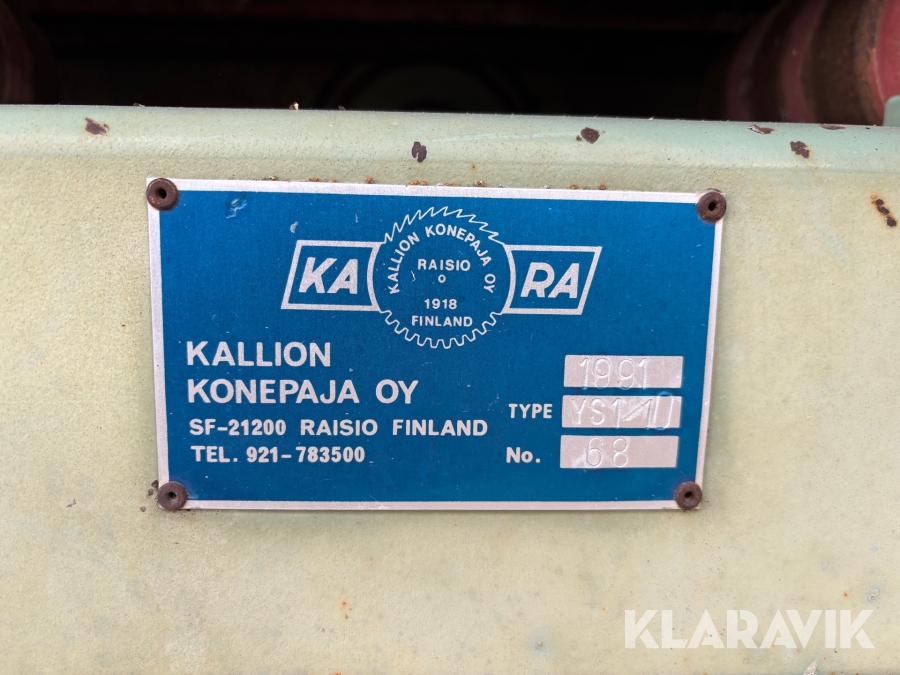 KA RA
KALLION KONEPAJA OY
RAISIO
1918
FINLAND
KALLION
KONEPAJA OY
SF-21200 RAISIO FINLAND
TEL. 921-783500
1991
TYPE
No. 68
KLARAVIK